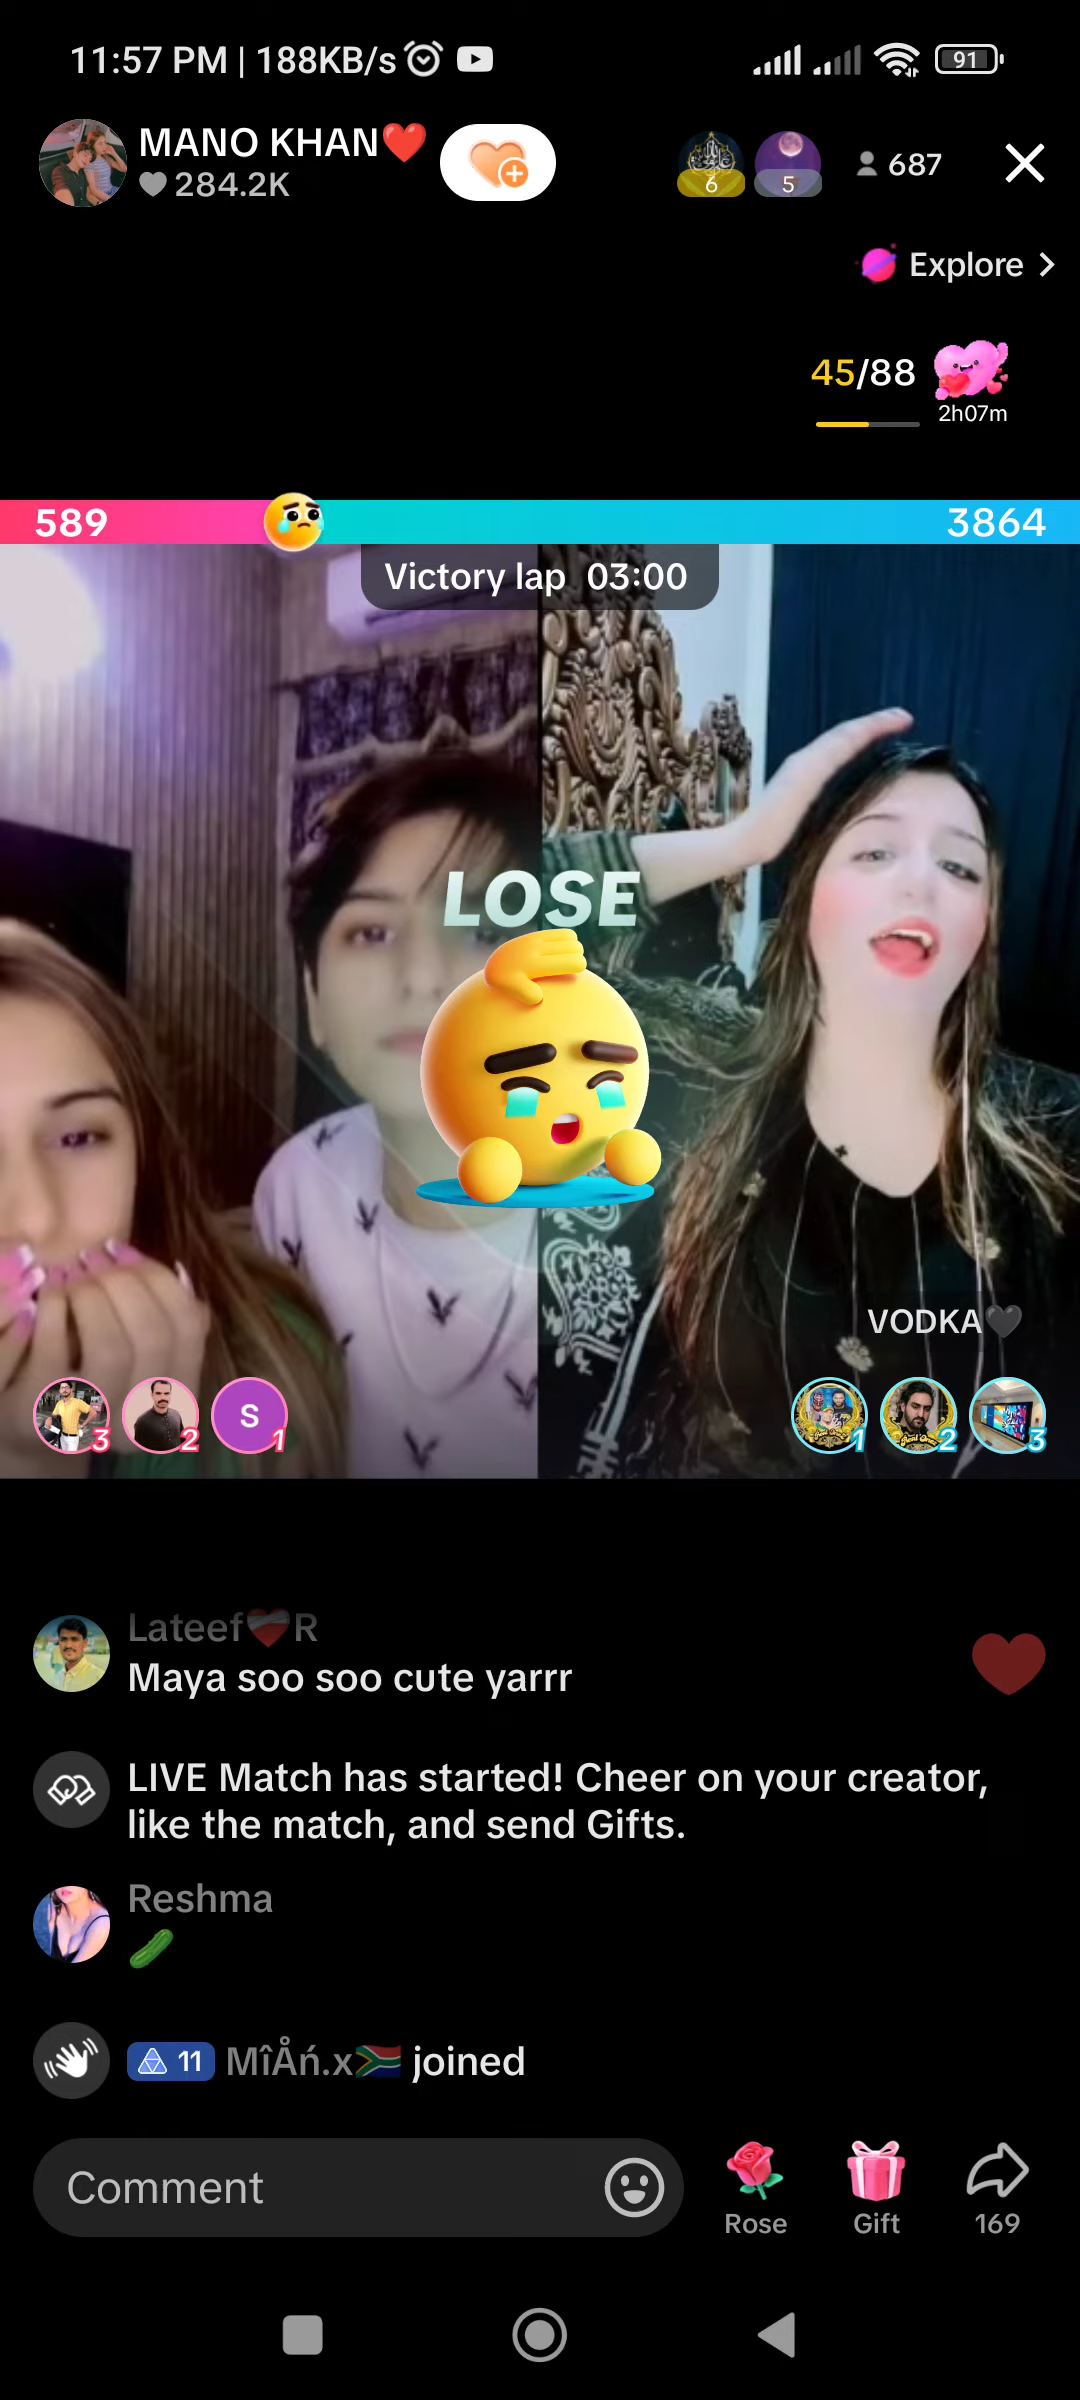 11:57 PM | 188KB/s
91
MANO KHAN❤️
284.2K
6
5
687
Explore
45/88
2h07m
589
3864
Victory lap 03:00
LOSE
VODKA🖤
3
2
S
1
1
2
3
Lateef❤️‍🩹R
Maya soo soo cute yarrr
LIVE Match has started! Cheer on your creator,
like the match, and send Gifts.
Reshma
🥒
11 MîÅń.x🇿🇦 joined
Comment
Rose
Gift
169